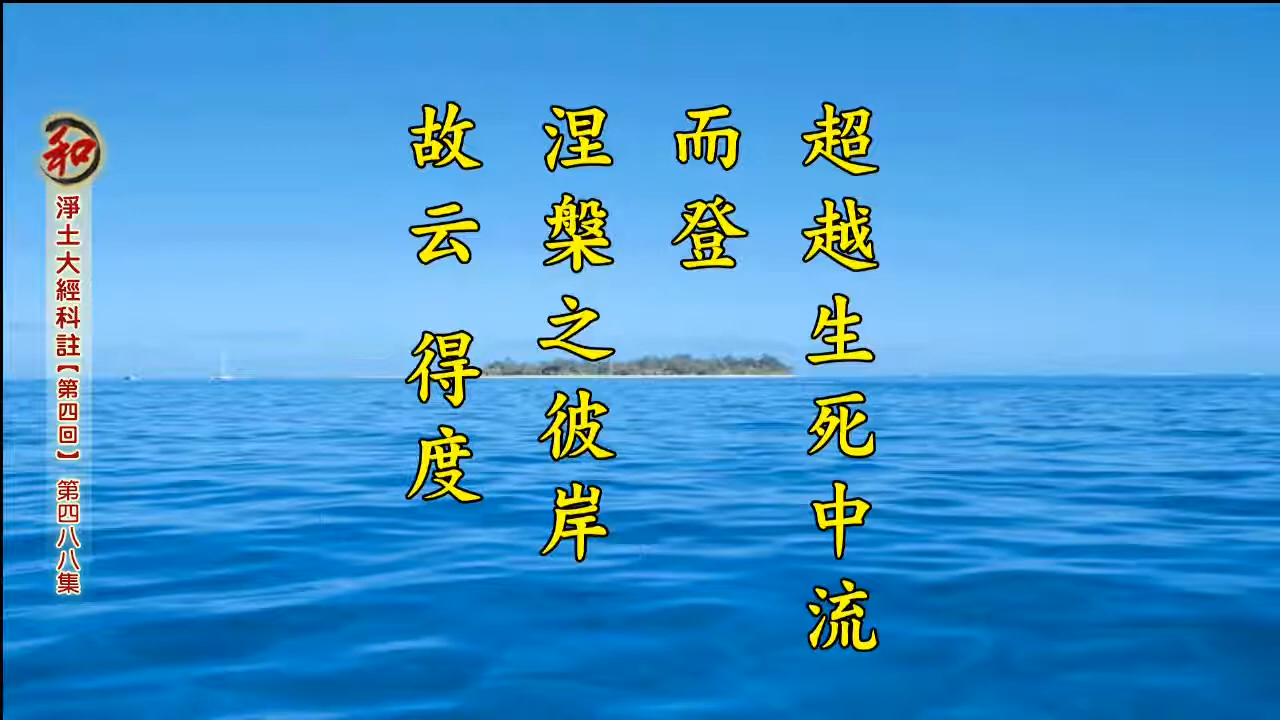 超越生死中流
而登
涅槃之彼岸
故云 得度
和
淨土大經科註【第四回】 第四八八集